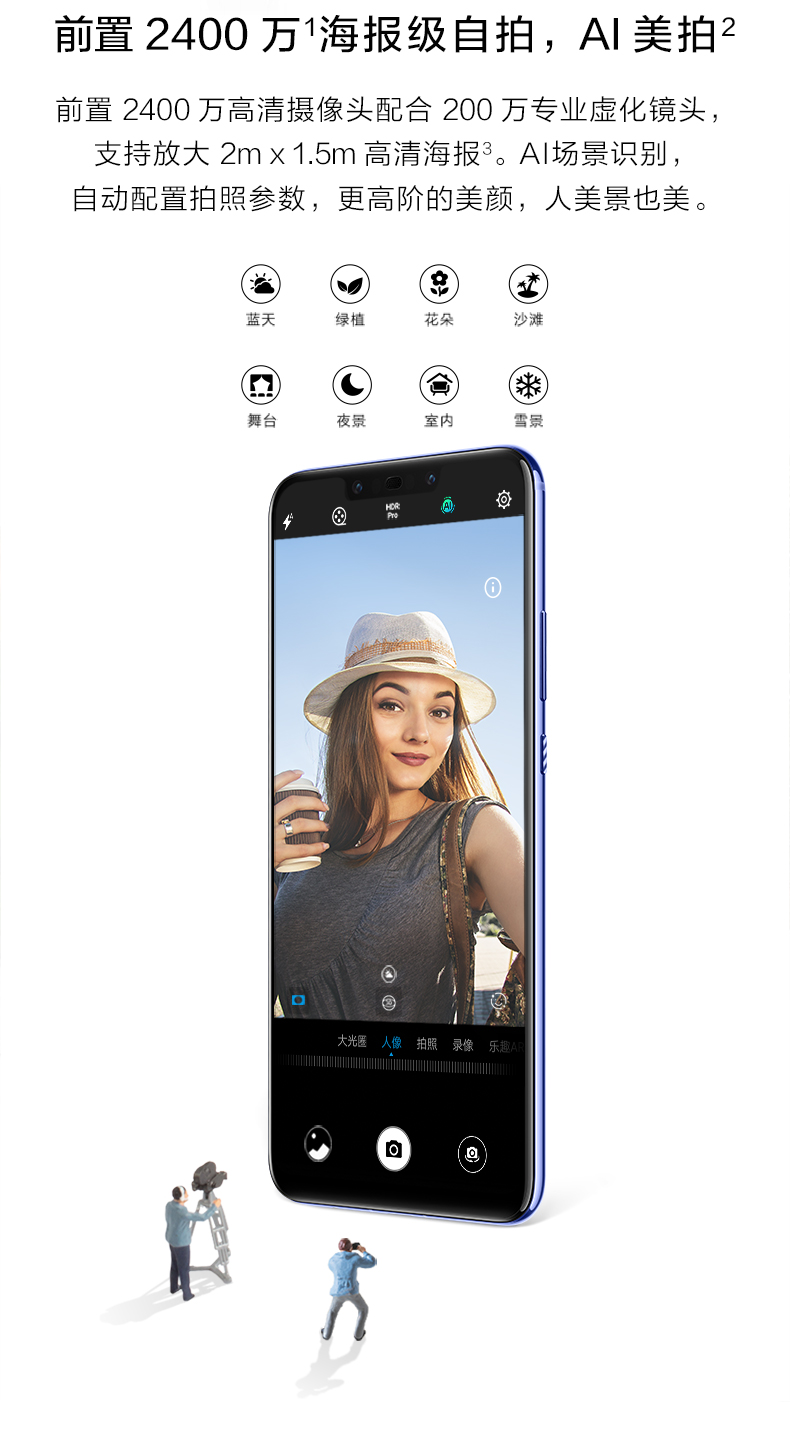 前置 2400 万¹海报级自拍，AI 美拍²
前置 2400 万高清摄像头配合 200 万专业虚化镜头，
支持放大 2m x 1.5m 高清海报³。AI场景识别，
自动配置拍照参数，更高阶的美颜，人美景也美。
蓝天 绿植 花朵 沙滩
舞台 夜景 室内 雪景
HDR
Pro
AI
大光圈 人像 拍照 录像 乐趣AR